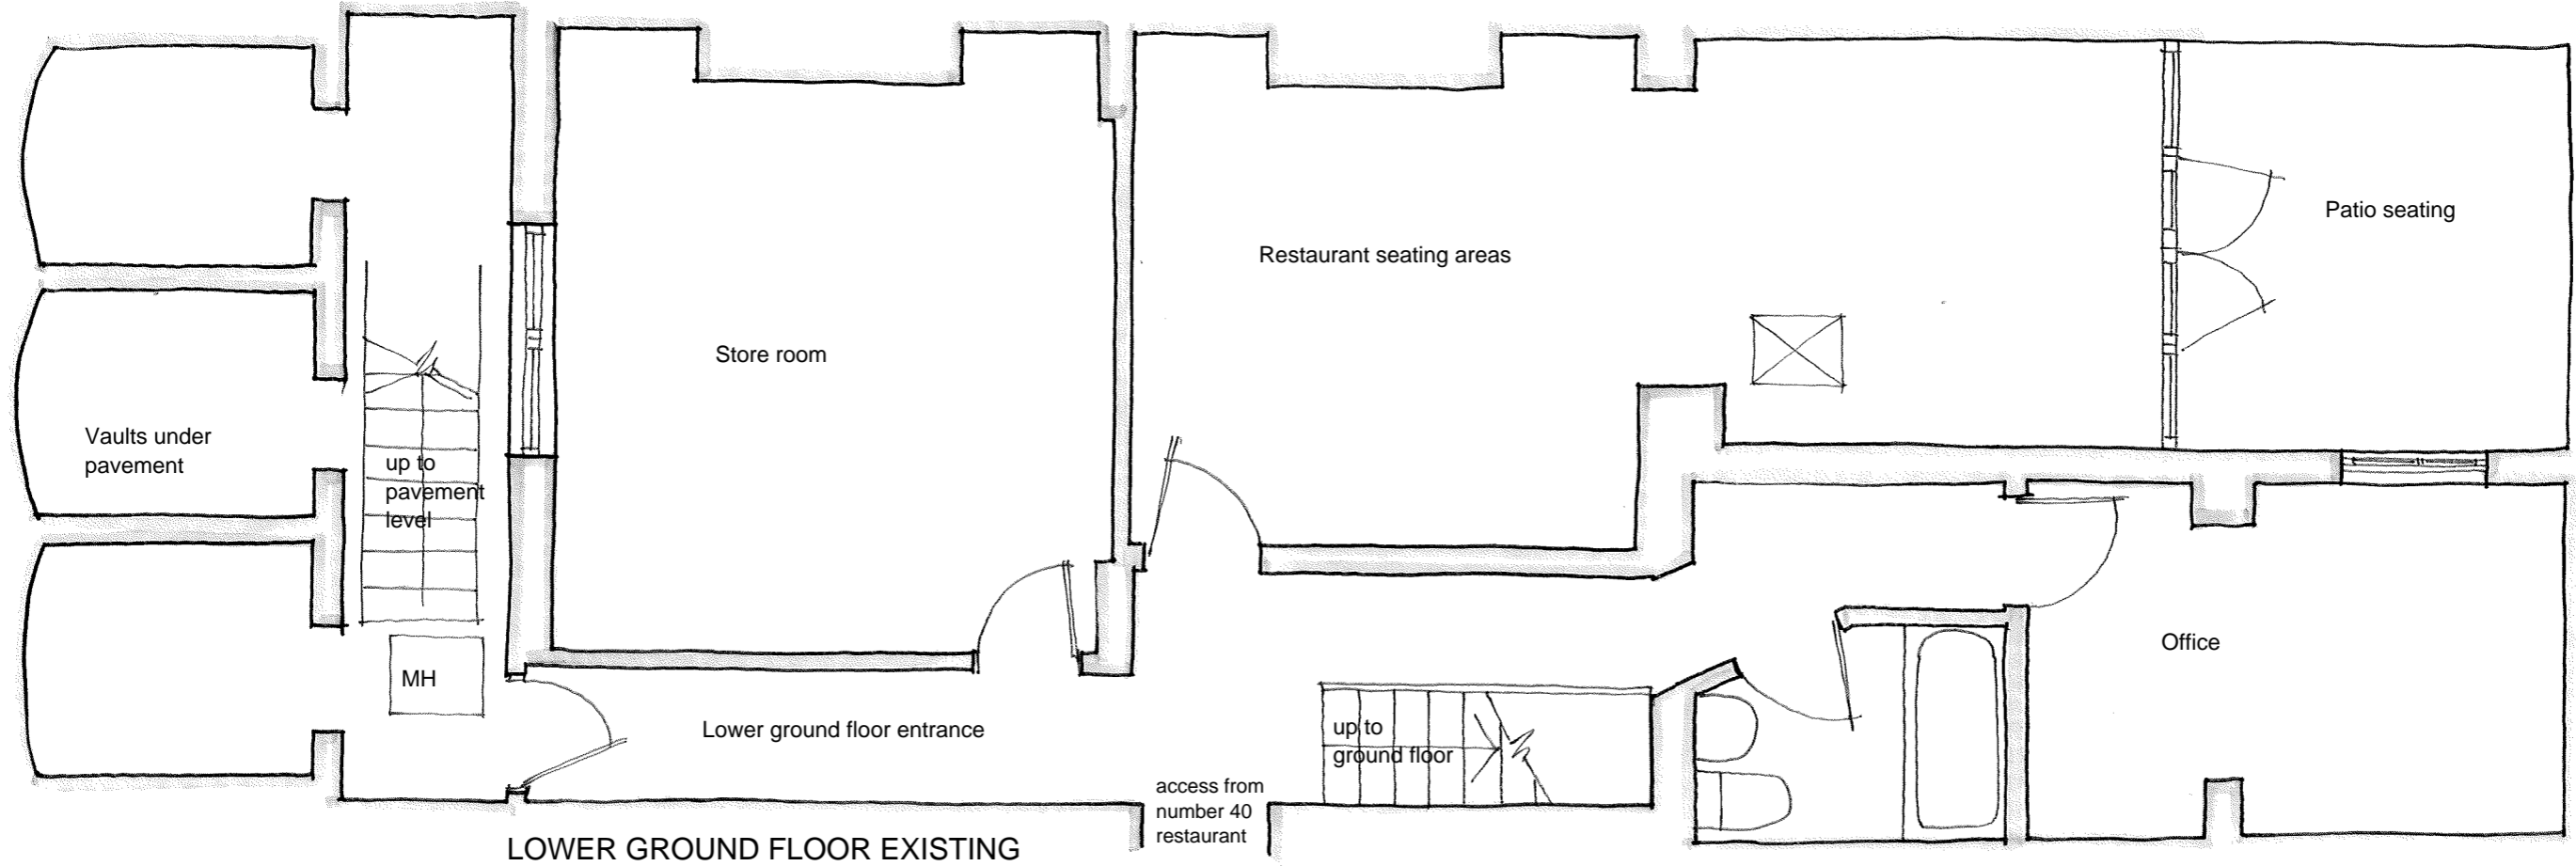 Patio seating
Restaurant seating areas
Store room
Vaults under
pavement
up to
pavement
level
Office
MH
Lower ground floor entrance
up to
ground floor
access from
number 40
restaurant
LOWER GROUND FLOOR EXISTING